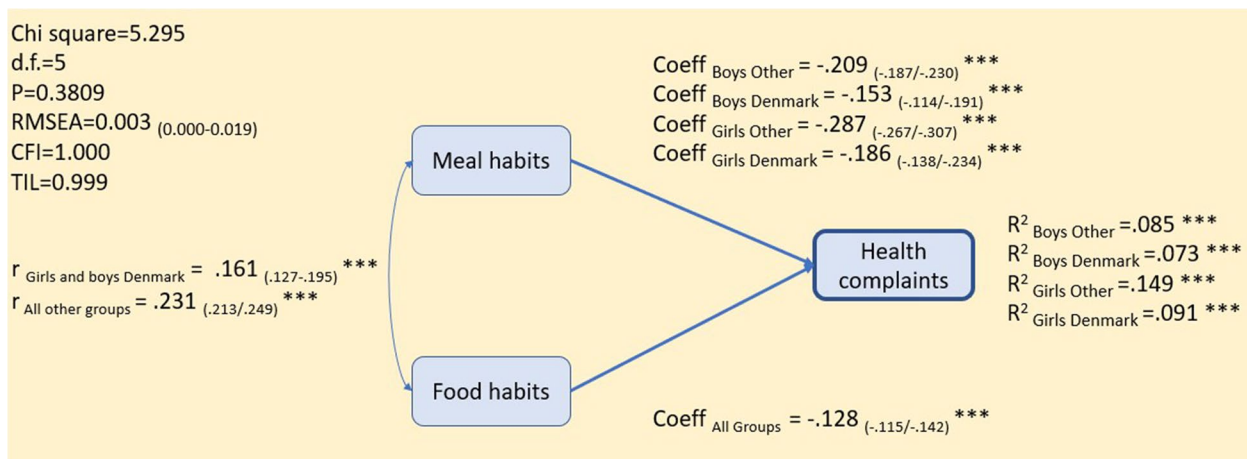 Chi square=5.295
d.f.=5
P=0.3809
RMSEA=0.003 (0.000-0.019)
CFI=1.000
TIL=0.999
Coeff Boys Other = -.209 (-.187/-.230) ***
Coeff Boys Denmark = -.153 (-.114/-.191) ***
Coeff Girls Other = -.287 (-.267/-.307) ***
Coeff Girls Denmark = -.186 (-.138/-.234) ***
Meal habits
r Girls and boys Denmark = .161 (.127-.195) ***
r All other groups = .231 (.213/.249) ***
Health
complaints
R² Boys Other =.085 ***
R² Boys Denmark =.073 ***
R² Girls Other =.149 ***
R² Girls Denmark =.091 ***
Food habits
Coeff All Groups = -.128 (-.115/-.142) ***